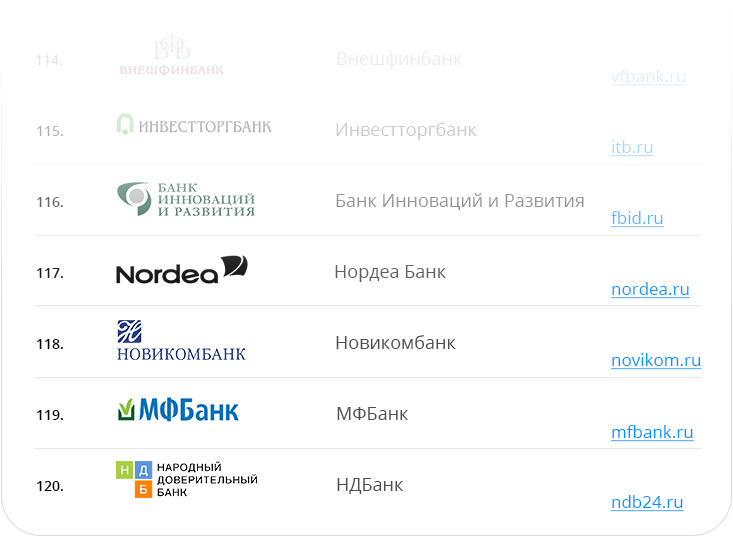 114.
ВФБ
ВНЕШФИНБАНК
Внешфинбанк
vfbank.ru
115.
ИНВЕСТТОРГБАНК
Инвестторгбанк
itb.ru
116.
БАНК
ИННОВАЦИЙ
И РАЗВИТИЯ
Банк Инноваций и Развития
fbid.ru
117.
Nordea
Нордеа Банк
nordea.ru
118.
НОВИКОМБАНК
Новикомбанк
novikom.ru
119.
МФБанк
МФБанк
mfbank.ru
120.
Н Д
Б
НАРОДНЫЙ
ДОВЕРИТЕЛЬНЫЙ
БАНК
НДБанк
ndb24.ru